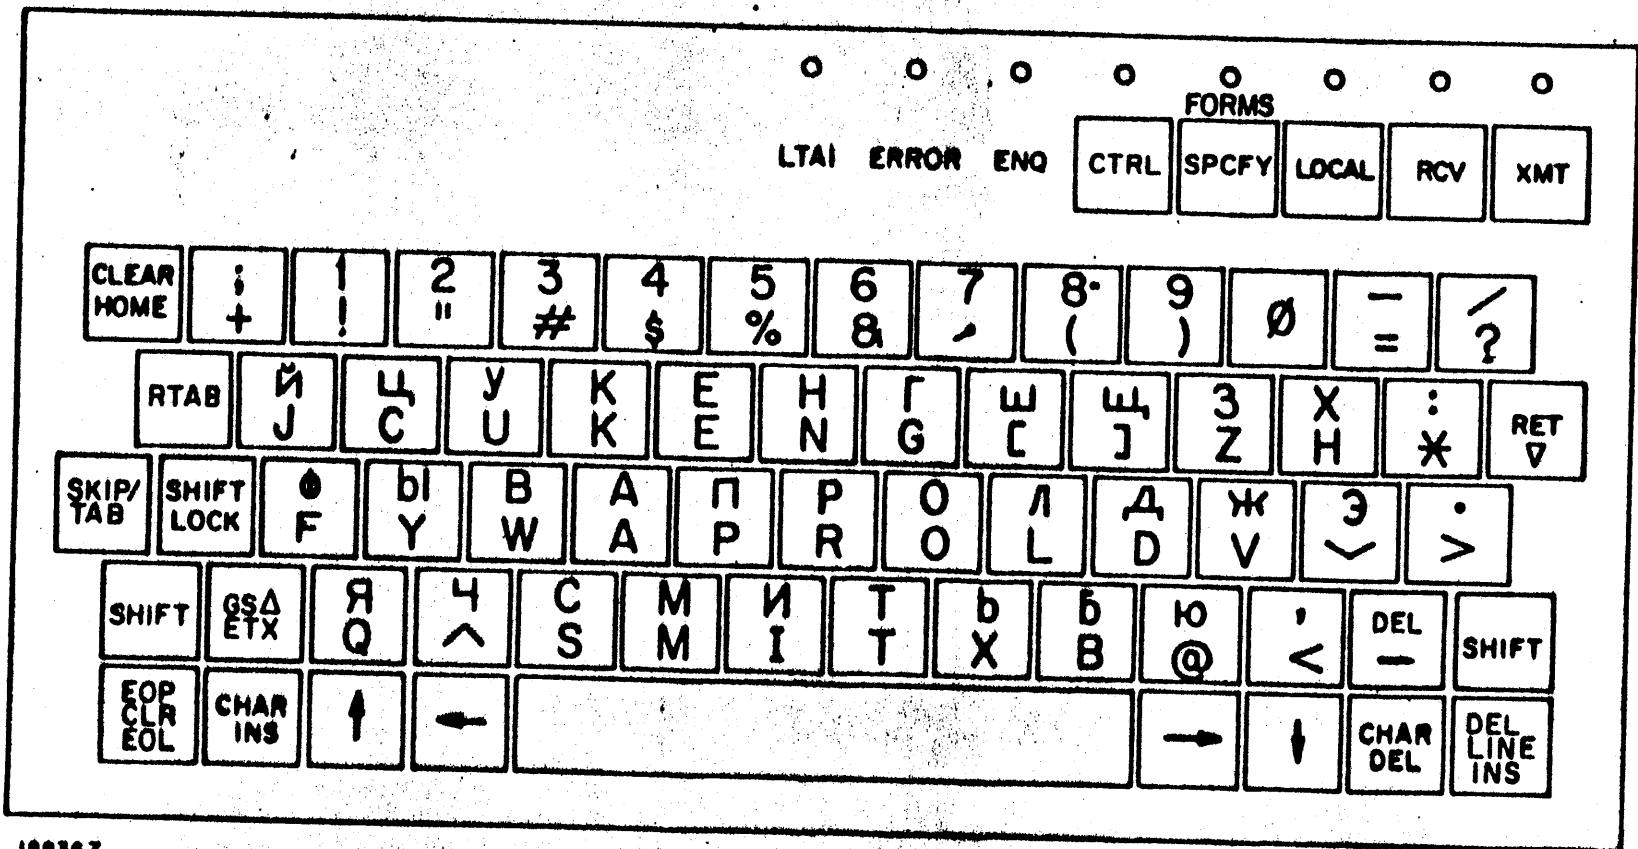 FORMS
LTAI ERROR ENQ CTRL SPCFY LOCAL RCV XMT
CLEAR ; 1 2 3 4 5 6 7 8 9 Ø — /
HOME + ! " # $ % & ' ( ) = ?
RTAB Й Ц У К Е Н Г Ш Щ З Х : RET
J C U K E N G [ ] Z H * ▽
SKIP/ SHIFT Ф Ы В А П Р О Л Д Ж Э .
TAB LOCK F Y W A P R O L D V >
SHIFT GS∆ Я Ч С М И Т Ь Б Ю , DEL SHIFT
ETX Q ^ S M I T X B @ < —
EOP CHAR ↑ ← → ↓ CHAR DEL
CLR INS DEL LINE
EOL INS